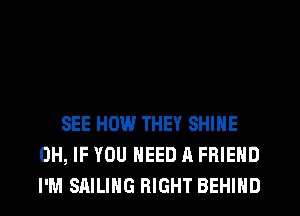 SEE HOW THEY SHINE
OH, IF YOU NEED A FRIEND
I'M SAILING RIGHT BEHIND